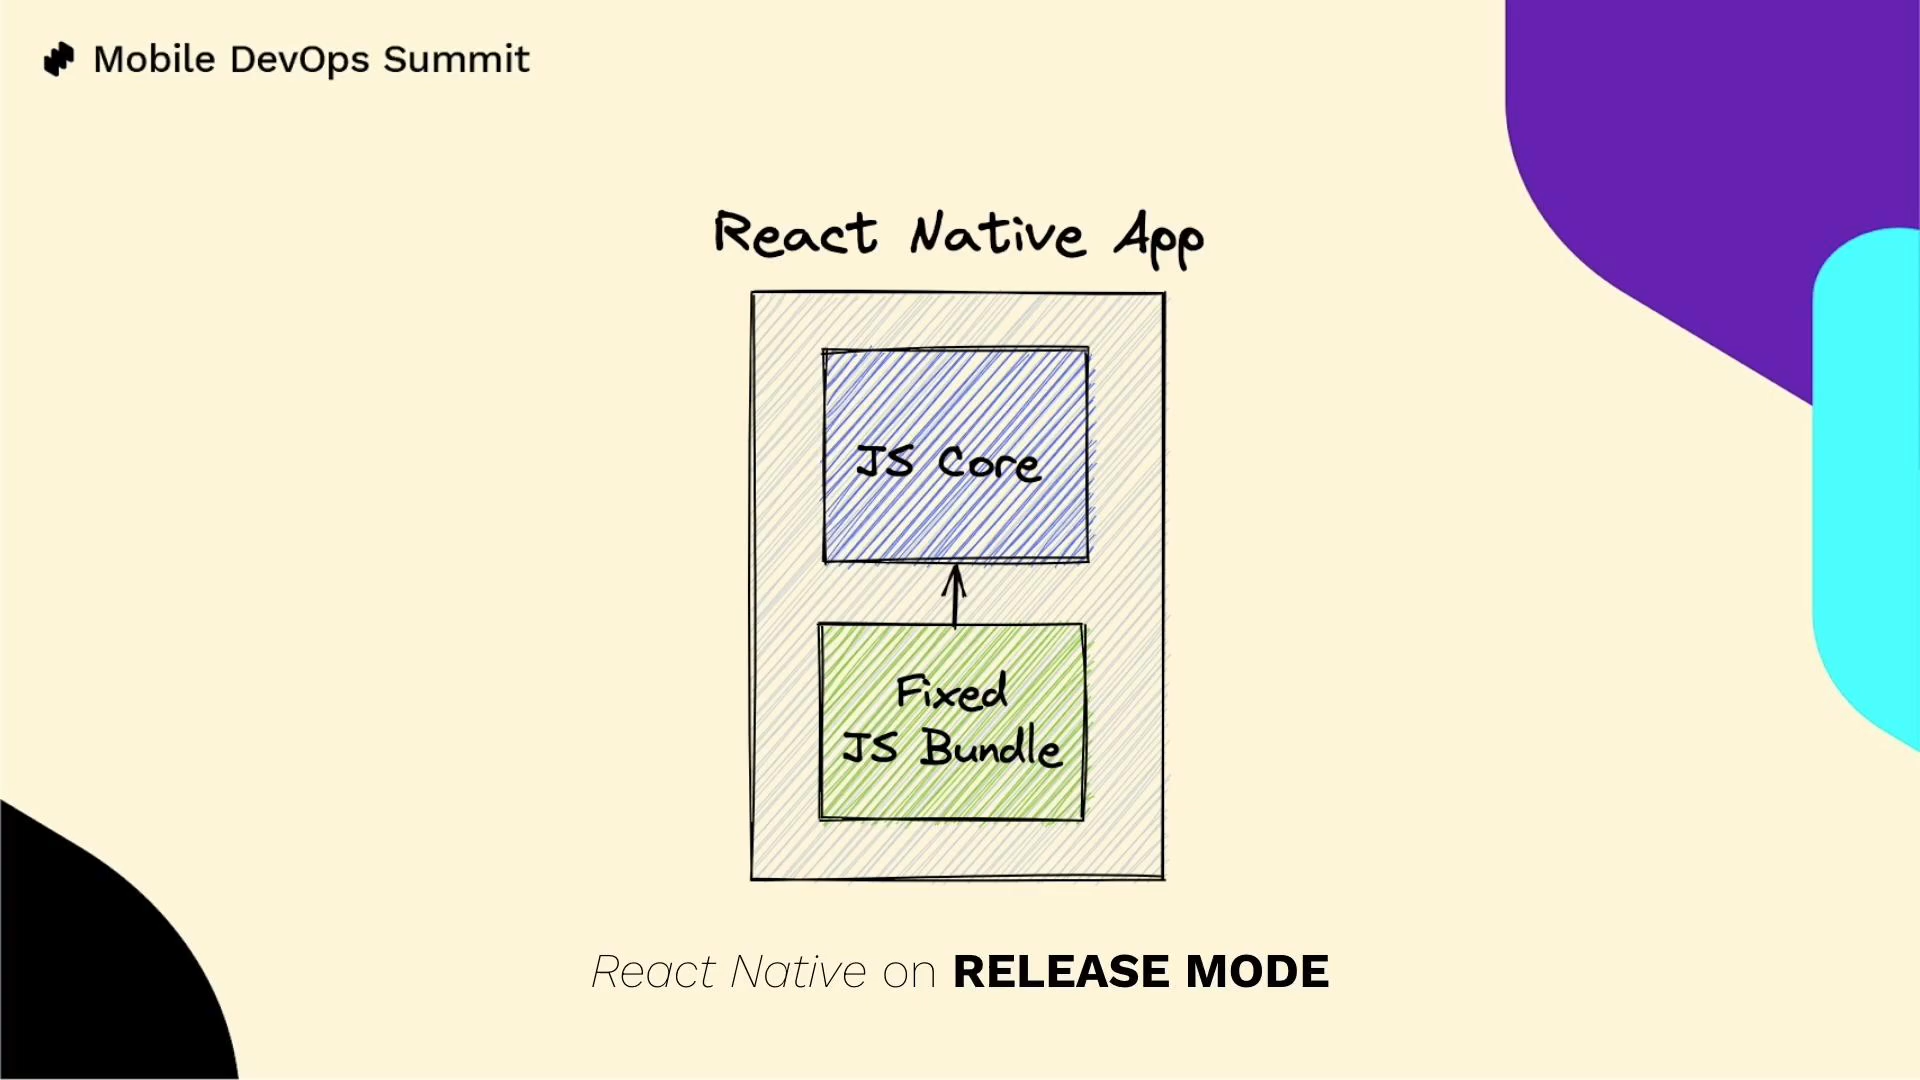 Mobile DevOps Summit
React Native App
JS Core
Fixed
JS Bundle
React Native on RELEASE MODE